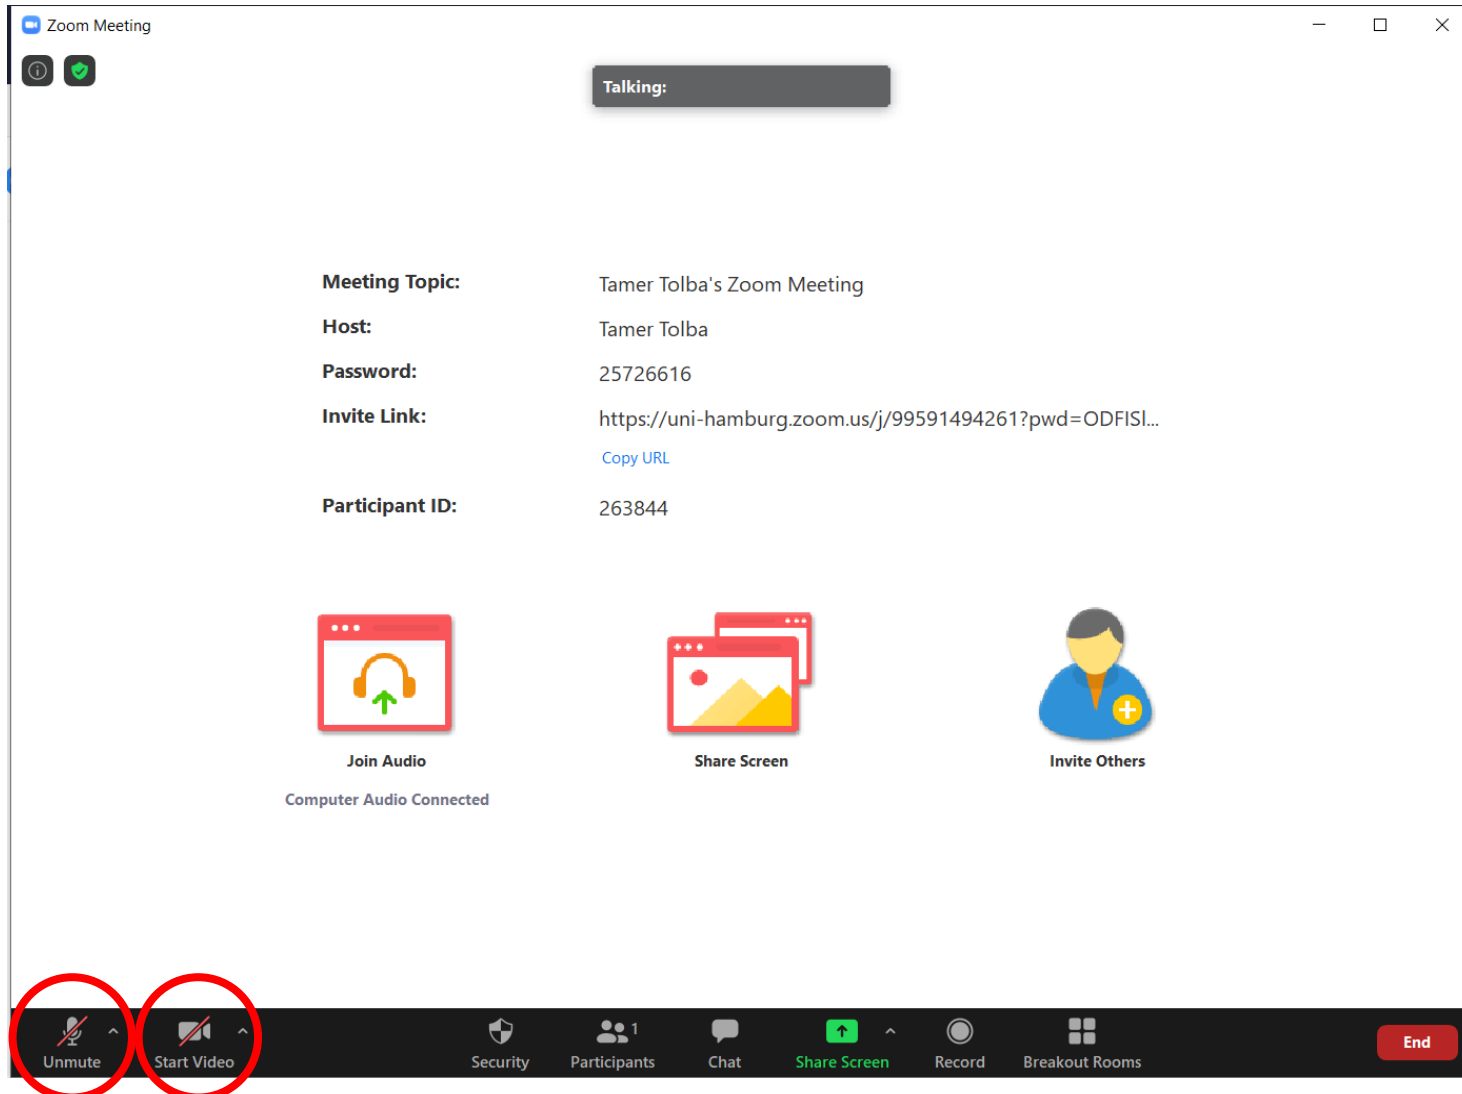 Zoom Meeting
Talking:
Meeting Topic: Tamer Tolba's Zoom Meeting
Host: Tamer Tolba
Password: 25726616
Invite Link: https://uni-hamburg.zoom.us/j/99591494261?pwd=ODFISl...
Copy URL
Participant ID: 263844
Join Audio Share Screen Invite Others
Computer Audio Connected
1
Unmute Start Video Security Participants Chat Share Screen Record Breakout Rooms End